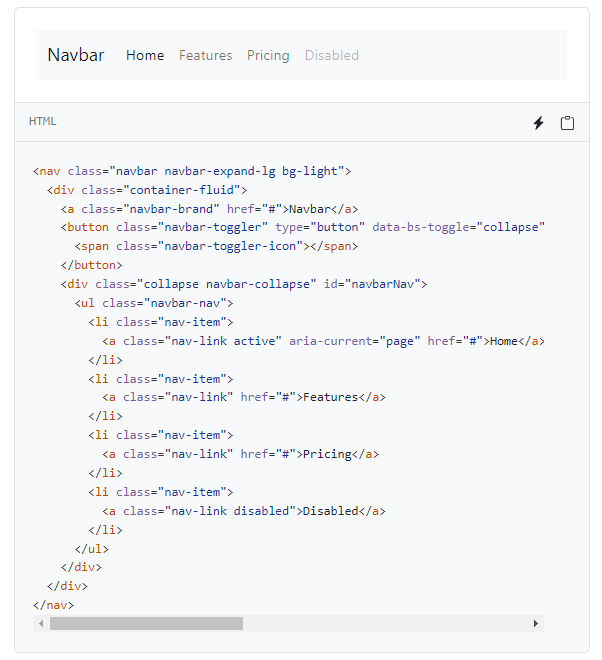 Navbar Home Features Pricing Disabled
HTML
<nav class="navbar navbar-expand-lg bg-light">
  <div class="container-fluid">
    <a class="navbar-brand" href="#">Navbar</a>
    <button class="navbar-toggler" type="button" data-bs-toggle="collapse"
      <span class="navbar-toggler-icon"></span>
    </button>
    <div class="collapse navbar-collapse" id="navbarNav">
      <ul class="navbar-nav">
        <li class="nav-item">
          <a class="nav-link active" aria-current="page" href="#">Home</a>
        </li>
        <li class="nav-item">
          <a class="nav-link" href="#">Features</a>
        </li>
        <li class="nav-item">
          <a class="nav-link" href="#">Pricing</a>
        </li>
        <li class="nav-item">
          <a class="nav-link disabled">Disabled</a>
        </li>
      </ul>
    </div>
  </div>
</nav>